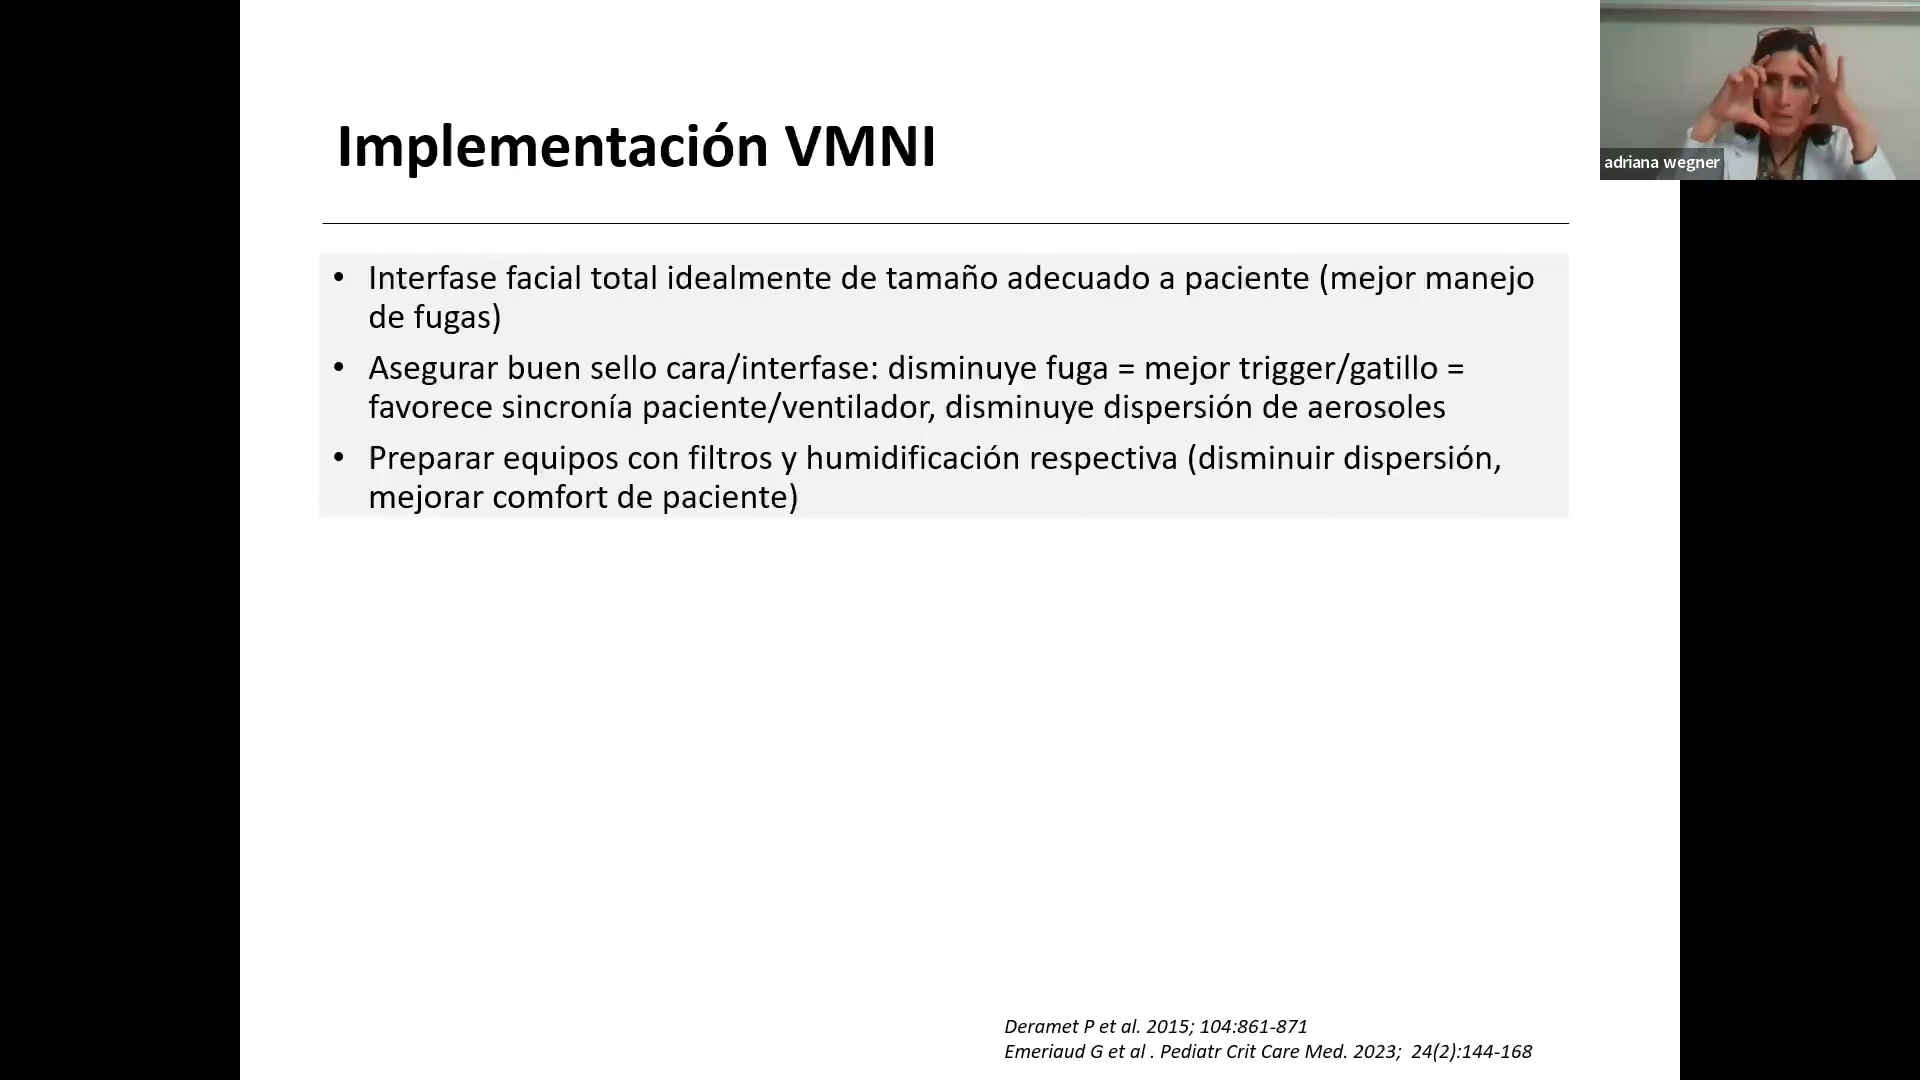 Implementación VMNI
adriana wegner
• Interfase facial total idealmente de tamaño adecuado a paciente (mejor manejo
de fugas)
• Asegurar buen sello cara/interfase: disminuye fuga = mejor trigger/gatillo =
favorece sincronía paciente/ventilador, disminuye dispersión de aerosoles
• Preparar equipos con filtros y humidificación respectiva (disminuir dispersión,
mejorar comfort de paciente)
Deramet P et al. 2015; 104:861-871
Emeriaud G et al . Pediatr Crit Care Med. 2023;  24(2):144-168